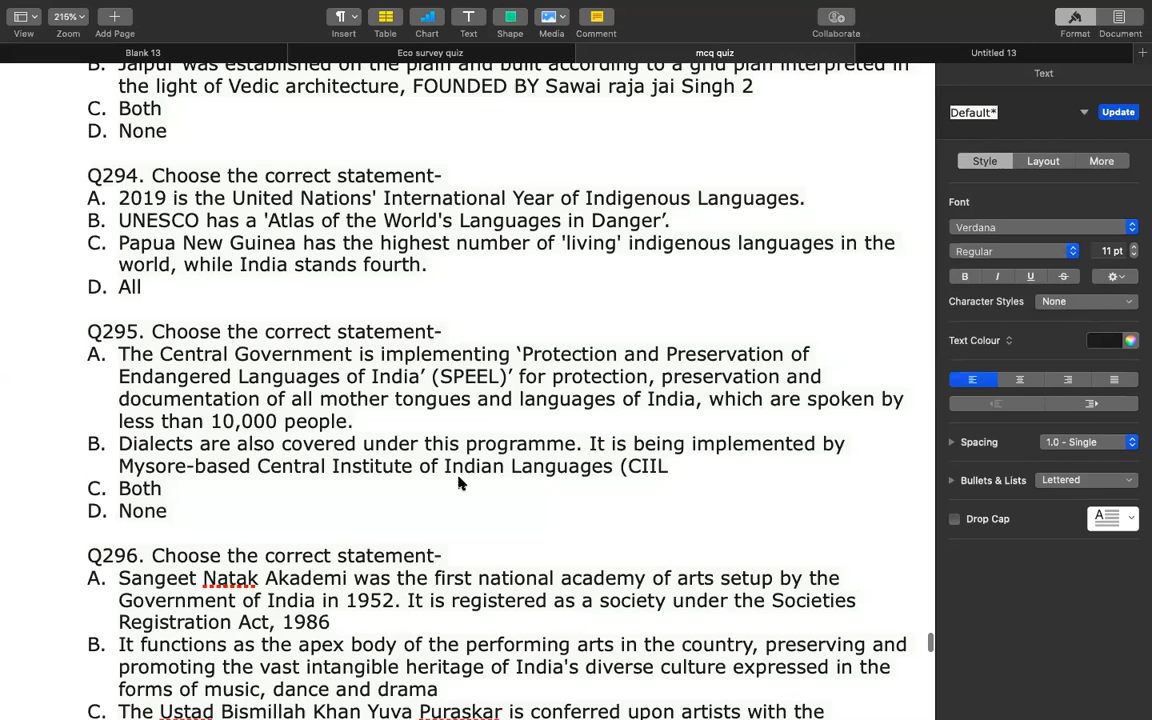 215%
View
Zoom
Add Page
Insert
Table
Chart
Text
Shape
Media
Comment
Collaborate
Format
Document
Blank 13
Eco survey quiz
mcq quiz
Untitled 13
B. Jaipur was established on the plain and built according to a grid plan interpreted in
the light of Vedic architecture, FOUNDED BY Sawai raja jai Singh 2
C. Both
D. None
Q294. Choose the correct statement-
A. 2019 is the United Nations' International Year of Indigenous Languages.
B. UNESCO has a 'Atlas of the World's Languages in Danger’.
C. Papua New Guinea has the highest number of 'living' indigenous languages in the
world, while India stands fourth.
D. All
Q295. Choose the correct statement-
A. The Central Government is implementing ‘Protection and Preservation of
Endangered Languages of India’ (SPEEL)’ for protection, preservation and
documentation of all mother tongues and languages of India, which are spoken by
less than 10,000 people.
B. Dialects are also covered under this programme. It is being implemented by
Mysore-based Central Institute of Indian Languages (CIIL
C. Both
D. None
Q296. Choose the correct statement-
A. Sangeet Natak Akademi was the first national academy of arts setup by the
Government of India in 1952. It is registered as a society under the Societies
Registration Act, 1986
B. It functions as the apex body of the performing arts in the country, preserving and
promoting the vast intangible heritage of India's diverse culture expressed in the
forms of music, dance and drama
C. The Ustad Bismillah Khan Yuva Puraskar is conferred upon artists with the
Text
Default*
Update
Style
Layout
More
Font
Verdana
Regular
11 pt
B I U S
Character Styles
None
Text Colour
Spacing
1.0 - Single
Bullets & Lists
Lettered
Drop Cap
A